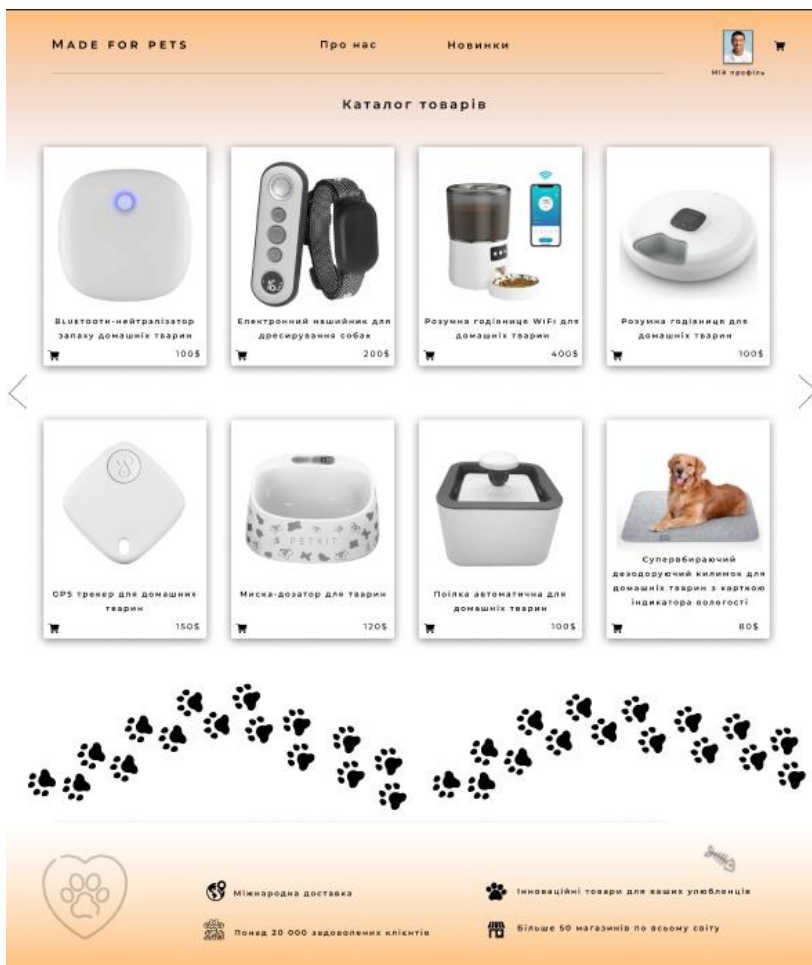 MADE FOR PETS
Про нас
Новинки
Мій профіль
Каталог товарів
BLUETOOTH-нейтралізатор
запаху домашніх тварин
100$
Електронний нашийник для
дресирування собак
200$
Розумна годівниця WIFI для
домашніх тварин
400$
Розумна годівниця для
домашніх тварин
100$
GPS трекер для домашних
тварин
150$
PETKIT
Миска-дозатор для тварин
120$
Поїлка автоматична для
домашніх тварин
100$
Супервбираючий
дезодоруючий килимок для
домашніх тварин з карткою
індикатора вологості
80$
Міжнародна доставка
Інноваційні товари для ваших улюбленців
Понад 20 000 задоволених клієнтів
Більше 50 магазинів по всьому світу